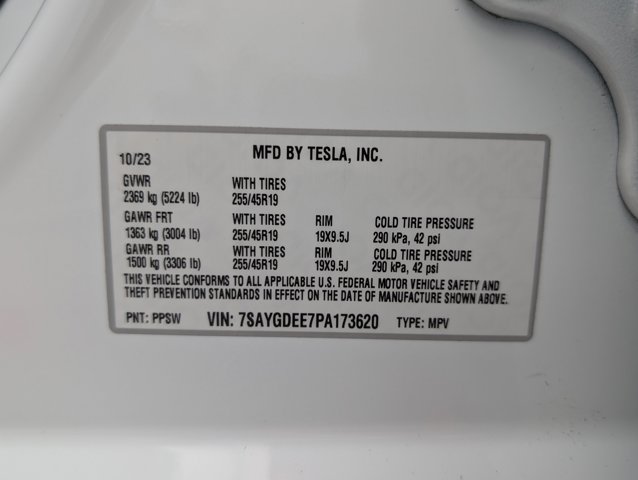 10/23 MFD BY TESLA, INC.
GVWR WITH TIRES
2369 kg (5224 lb) 255/45R19
GAWR FRT WITH TIRES RIM COLD TIRE PRESSURE
1363 kg (3004 lb) 255/45R19 19X9.5J 290 kPa, 42 psi
GAWR RR WITH TIRES RIM COLD TIRE PRESSURE
1500 kg (3306 lb) 255/45R19 19X9.5J 290 kPa, 42 psi
THIS VEHICLE CONFORMS TO ALL APPLICABLE U.S. FEDERAL MOTOR VEHICLE SAFETY AND
THEFT PREVENTION STANDARDS IN EFFECT ON THE DATE OF MANUFACTURE SHOWN ABOVE.
PNT: PPSW VIN: 7SAYGDEE7PA173620 TYPE: MPV